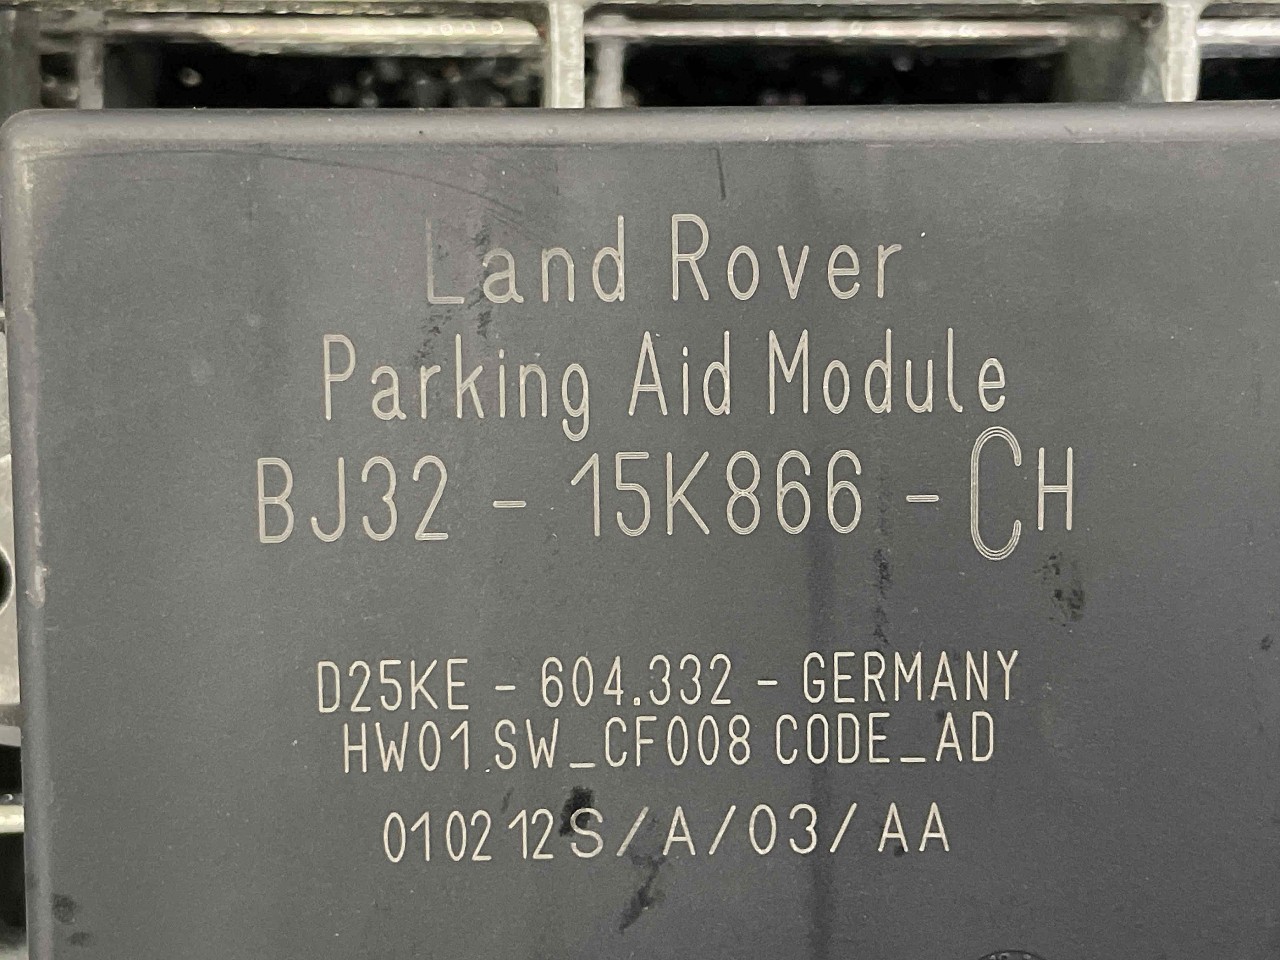 Land Rover
Parking Aid Module
BJ32 - 15K866 - CH
D25KE - 604.332 - GERMANY
HW01 SW_CF008 CODE_AD
010212S/A/03/AA